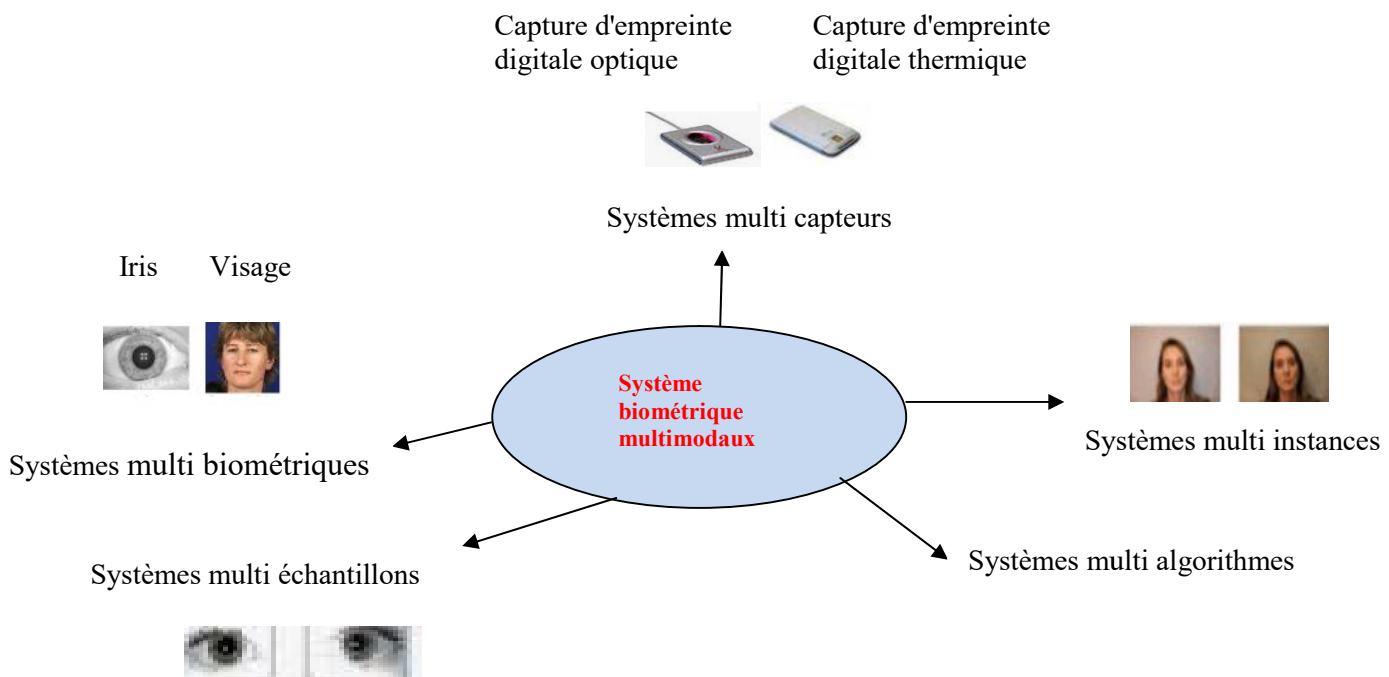 Capture d'empreinte
digitale optique
Capture d'empreinte
digitale thermique
Systèmes multi capteurs
Iris
Visage
Système
biométrique
multimodaux
Systèmes multi biométriques
Systèmes multi instances
Systèmes multi échantillons
Systèmes multi algorithmes